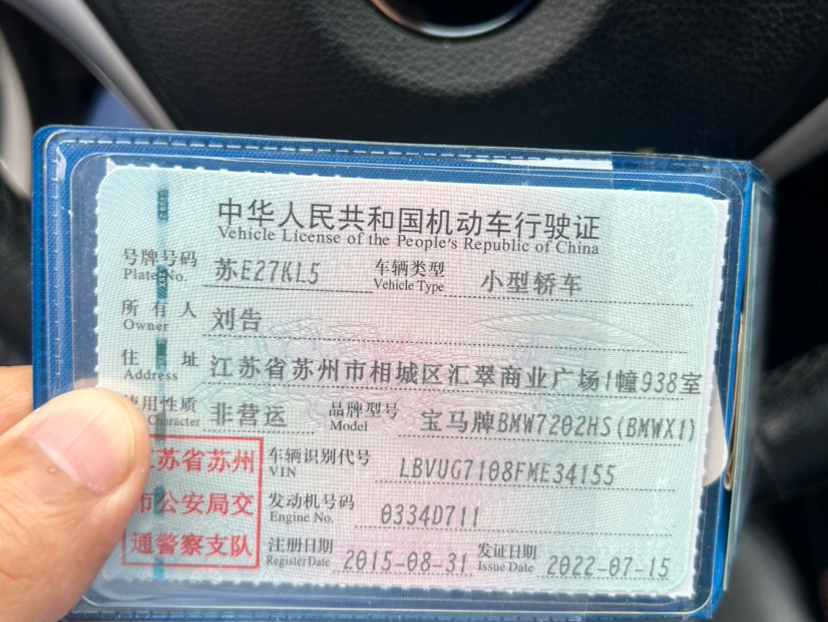 中华人民共和国机动车行驶证
Vehicle License of the People's Republic of China
号牌号码 苏E27KL5 车辆类型 小型轿车
Plate No. Vehicle Type
所有人 刘告
Owner
住址 江苏省苏州市相城区汇翠商业广场1幢938室
Address
使用性质 非营运 品牌型号 宝马牌BMW7202HS(BMWX1)
Character Model
苏省苏州 车辆识别代号 LBVUG7108FME34155
VIN
市公安局交 发动机号码 0334D711
Engine No.
通警察支队 注册日期 2015-08-31 发证日期 2022-07-15
Register Date Issue Date